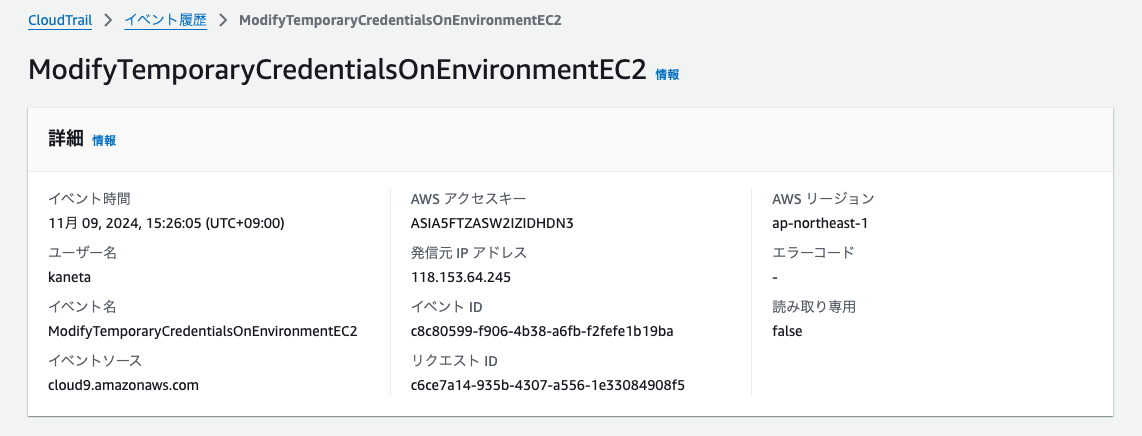 CloudTrail > イベント履歴 > ModifyTemporaryCredentialsOnEnvironmentEC2
ModifyTemporaryCredentialsOnEnvironmentEC2 情報
詳細 情報
イベント時間
11月 09, 2024, 15:26:05 (UTC+09:00)
ユーザー名
kaneta
イベント名
ModifyTemporaryCredentialsOnEnvironmentEC2
イベントソース
cloud9.amazonaws.com
AWS アクセスキー
ASIA5FTZASW2IZIDHDN3
発信元 IP アドレス
118.153.64.245
イベント ID
c8c80599-f906-4b38-a6fb-f2fefe1b19ba
リクエスト ID
c6ce7a14-935b-4307-a556-1e33084908f5
AWS リージョン
ap-northeast-1
エラーコード
-
読み取り専用
false